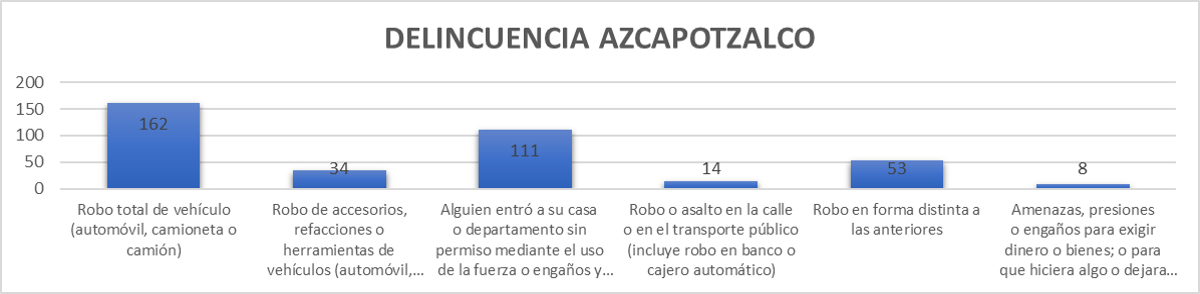 DELINCUENCIA AZCAPOTZALCO
200
150
100
50
0
162
34
111
14
53
8
Robo total de vehículo
(automóvil, camioneta o
camión)
Robo de accesorios,
refacciones o
herramientas de
vehículos (automóvil,...
Alguien entró a su casa
o departamento sin
permiso mediante el uso
de la fuerza o engaños y...
Robo o asalto en la calle
o en el transporte público
(incluye robo en banco o
cajero automático)
Robo en forma distinta a
las anteriores
Amenazas, presiones
o engaños para exigir
dinero o bienes; o para
que hiciera algo o dejara...